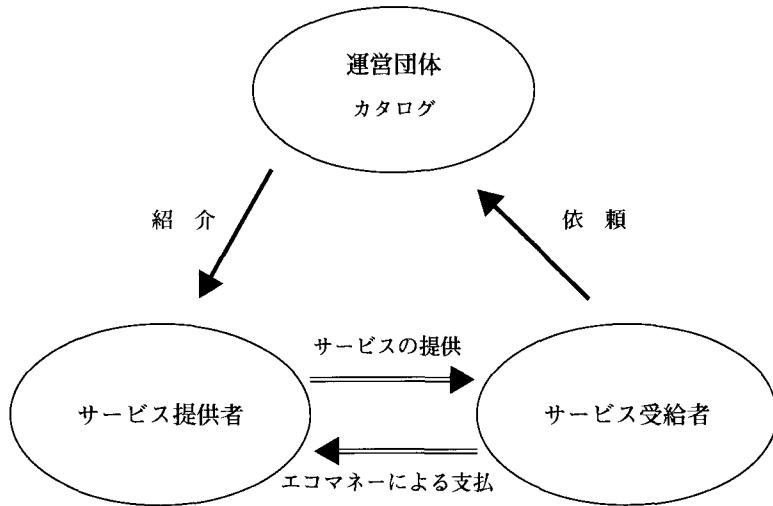 運営団体
カタログ
紹 介
依 頼
サービスの提供
サービス提供者
サービス受給者
エコマネーによる支払